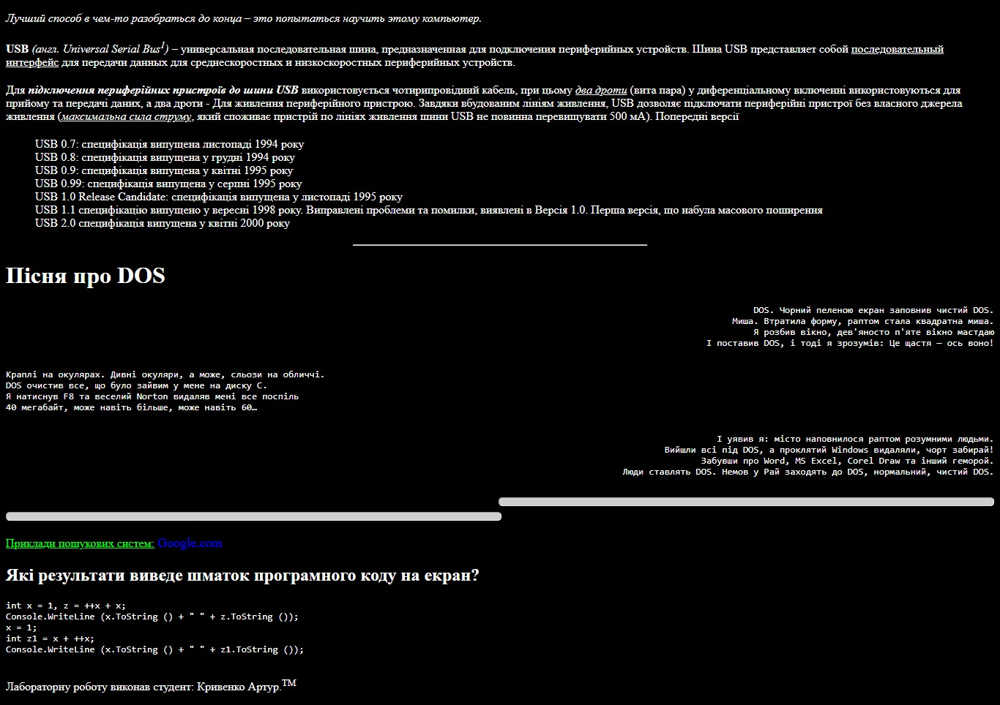 Лучший способ в чем-то разобраться до конца – это попытаться научить этому компьютер.
USB (англ. Universal Serial Bus1) – универсальная последовательная шина, предназначенная для подключения периферийных устройств. Шина USB представляет собой последовательный
интерфейс для передачи данных для среднескоростных и низкоскоростных периферийных устройств.
Для підключення периферійних пристроїв до шини USB використовується чотирипровідний кабель, при цьому два дроти (вита пара) у диференціальному включенні використовуються для
прийому та передачі даних, а два дроти - Для живлення периферійного пристрою. Завдяки вбудованим лініям живлення, USB дозволяє підключати периферійні пристрої без власного джерела
живлення (максимальна сила струму, який споживає пристрій по лініях живлення шини USB не повинна перевищувати 500 мА). Попередні версії
USB 0.7: специфікація випущена листопаді 1994 року
USB 0.8: специфікація випущена у грудні 1994 року
USB 0.9: специфікація випущена у квітні 1995 року
USB 0.99: специфікація випущена у серпні 1995 року
USB 1.0 Release Candidate: специфікація випущена у листопаді 1995 року
USB 1.1 специфікацію випущено у вересні 1998 року. Виправлені проблеми та помилки, виявлені в Версія 1.0. Перша версія, що набула масового поширення
USB 2.0 специфікація випущена у квітні 2000 року
Пісня про DOS
DOS. Чорний пеленою екран заповнив чистий DOS.
Миша. Втратила форму, раптом стала квадратна миша.
Я розбив вікно, дев'яносто п'яте вікно мастдаю
І поставив DOS, і тоді я зрозумів: Це щастя – ось воно!
Краплі на окулярах. Дивні окуляри, а може, сльози на обличчі.
DOS очистив все, що було зайвим у мене на диску С.
Я натиснув F8 та веселий Norton видаляв мені все поспіль
40 мегабайт, може навіть більше, може навіть 60…
І уявив я: місто наповнилося раптом розумними людьми.
Вийшли всі під DOS, а проклятий Windows видаляли, чорт забирай!
Забувши про Word, MS Excel, Corel Draw та інший геморой.
Люди ставлять DOS. Немов у Рай заходять до DOS, нормальний, чистий DOS.
Приклади пошукових систем: Google.com
Які результати виведе шматок програмного коду на екран?
int x = 1, z = ++x + x;
Console.WriteLine (x.ToString () + " " + z.ToString ());
x = 1;
int z1 = x + ++x;
Console.WriteLine (x.ToString () + " " + z1.ToString ());
Лабораторну роботу виконав студент: Кривенко Артур.TM